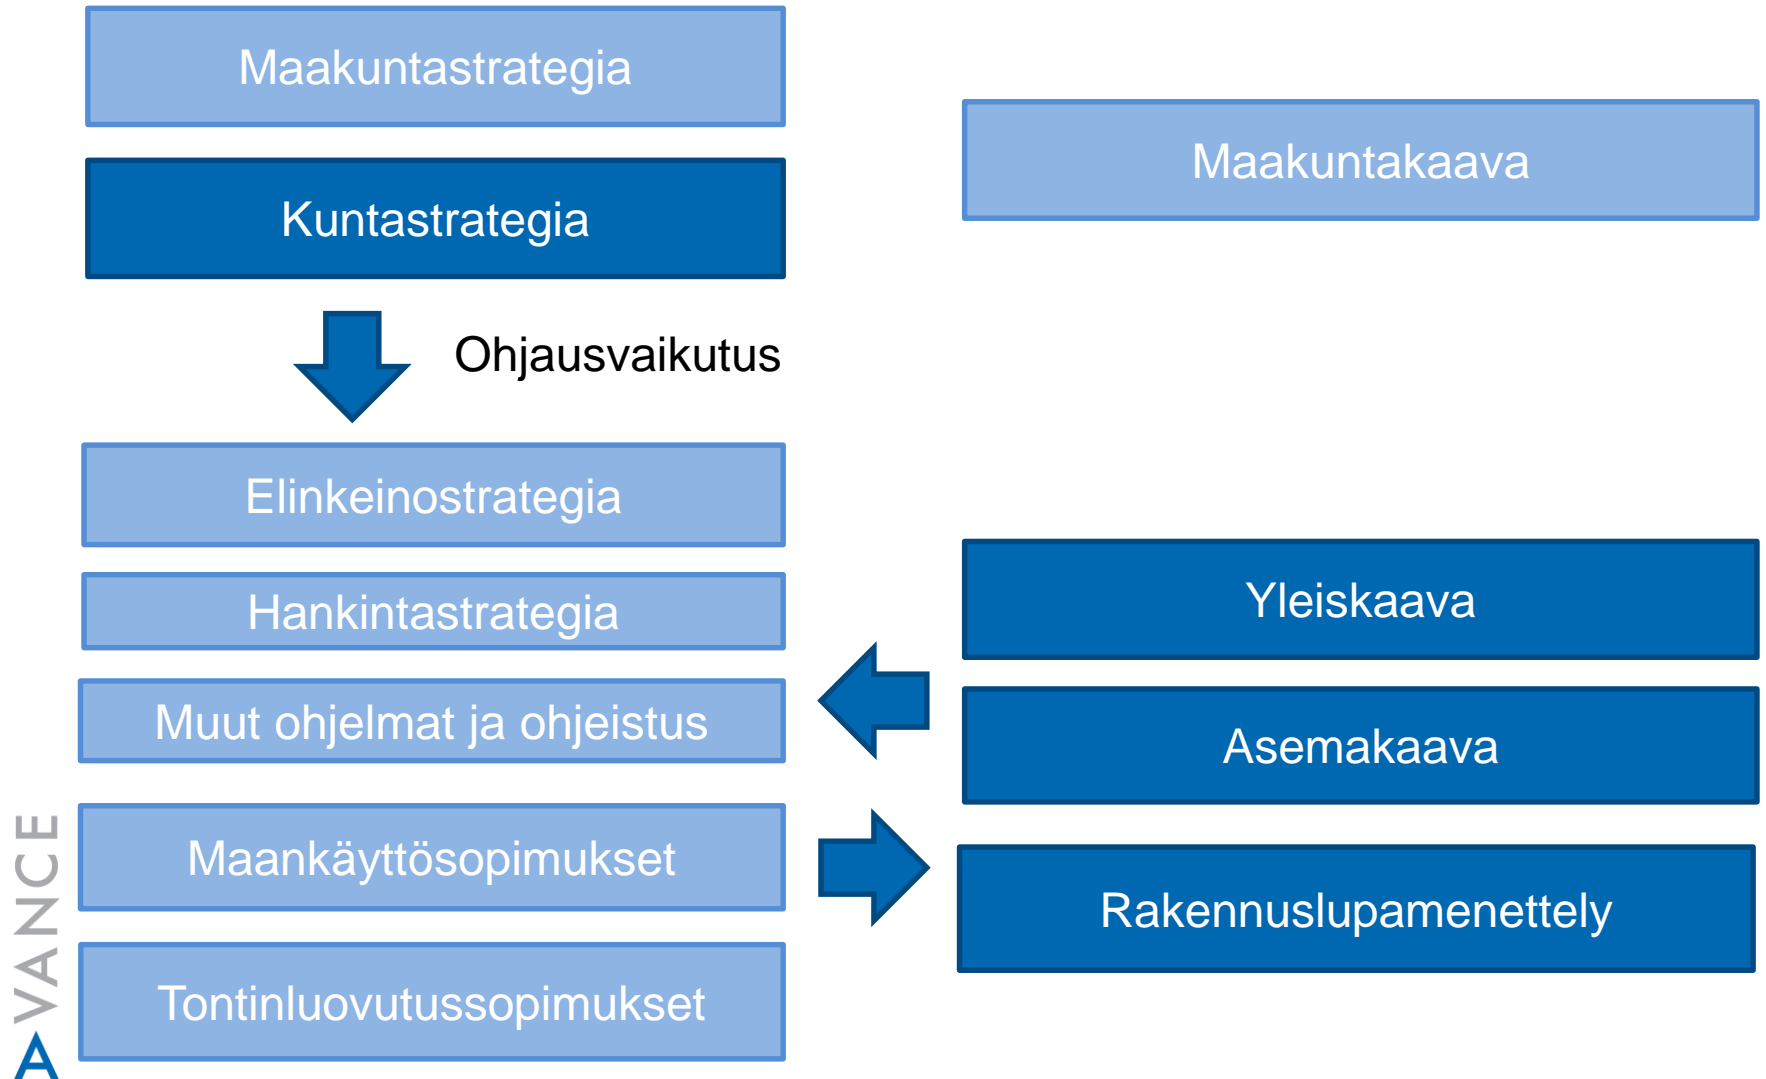 Maakuntastrategia
Kuntastrategia
Ohjausvaikutus
Elinkeinostrategia
Hankintastrategia
Muut ohjelmat ja ohjeistus
Maankäyttösopimukset
Tontinluovutussopimukset
Maakuntakaava
Yleiskaava
Asemakaava
Rakennuslupamenettely
AVANCE